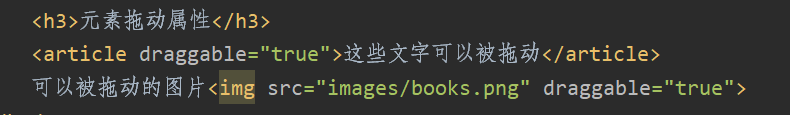 <h3>元素拖动属性</h3>
<article draggable="true">这些文字可以被拖动</article>
可以被拖动的图片<img src="images/books.png" draggable="true">